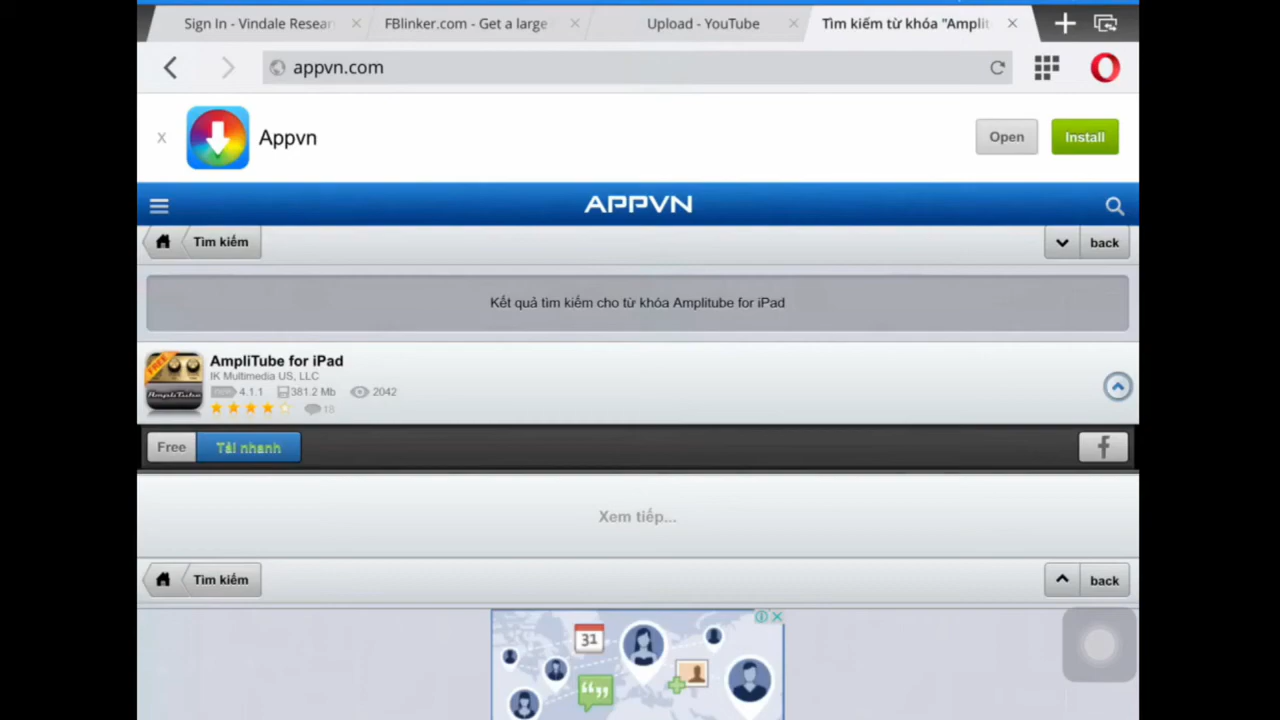 Sign In - Vindale Resear
FBlinker.com - Get a large
Upload - YouTube
Tìm kiếm từ khóa "Amplit
appvn.com
Appvn
Open
Install
APPVN
Tìm kiếm
back
Kết quả tìm kiếm cho từ khóa Amplitube for iPad
FREE
AmpliTube
AmpliTube for iPad
IK Multimedia US, LLC
4.1.1
381.2 Mb
2042
18
Free
Tải nhanh
f
Xem tiếp...
Tìm kiếm
back
31